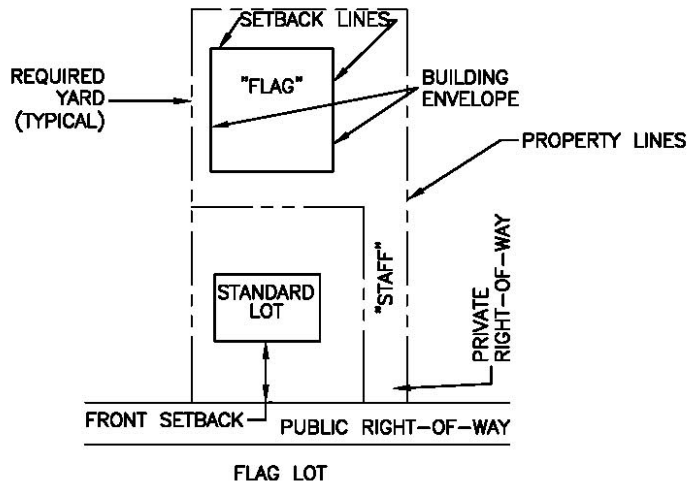 SETBACK LINES
REQUIRED
YARD
(TYPICAL)
"FLAG"
BUILDING
ENVELOPE
PROPERTY LINES
STANDARD
LOT
"STAFF"
PRIVATE
RIGHT-OF-WAY
FRONT SETBACK
PUBLIC RIGHT-OF-WAY
FLAG LOT